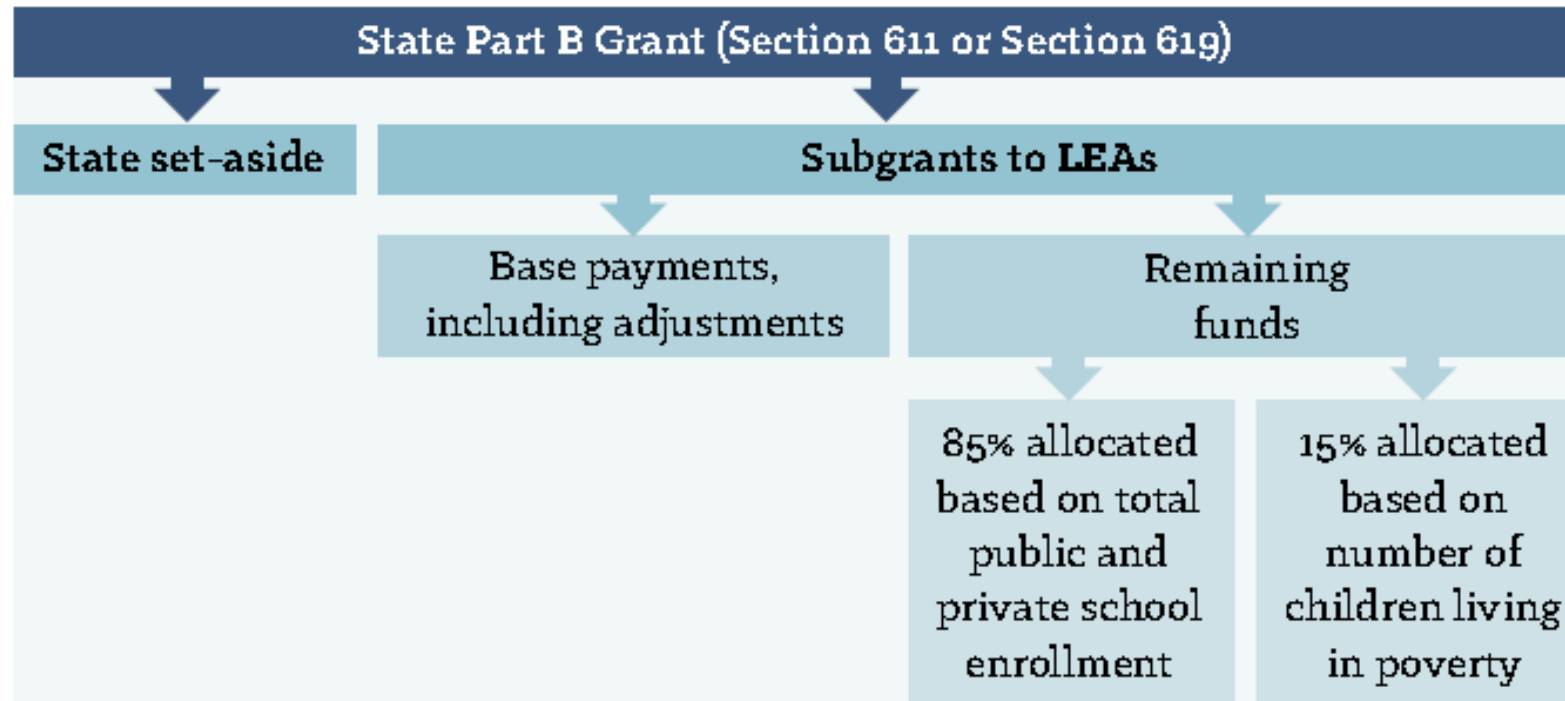 State Part B Grant (Section 611 or Section 619)
State set-aside
Subgrants to LEAs
Base payments,
including adjustments
Remaining
funds
85% allocated
based on total
public and
private school
enrollment
15% allocated
based on
number of
children living
in poverty